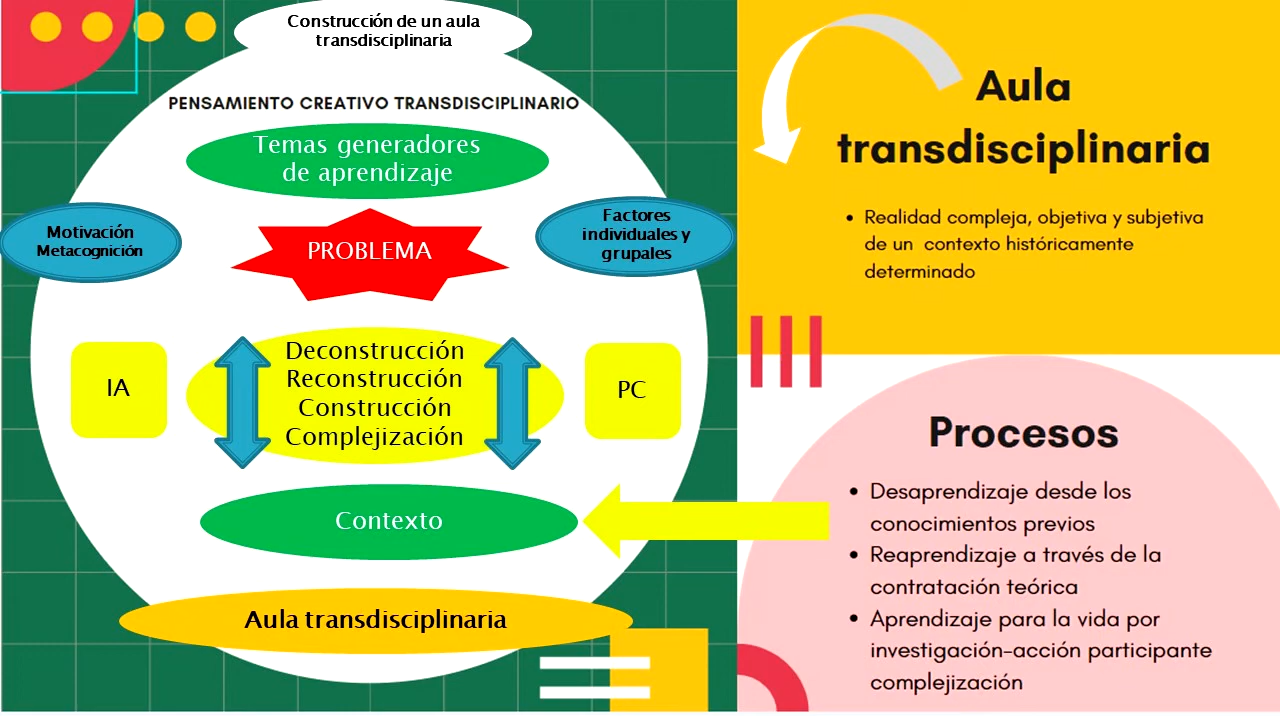 Construcción de un aula
transdisciplinaria
PENSAMIENTO CREATIVO TRANSDISCIPLINARIO
Temas generadores
de aprendizaje
Motivación
Metacognición
PROBLEMA
Factores
individuales y
grupales
IA
Deconstrucción
Reconstrucción
Construcción
Complejización
PC
Contexto
Aula transdisciplinaria
Aula
transdisciplinaria
• Realidad compleja, objetiva y subjetiva
de un contexto históricamente
determinado
Procesos
• Desaprendizaje desde los
conocimientos previos
• Reaprendizaje a través de la
contratación teórica
• Aprendizaje para la vida por
investigación-acción participante
complejización